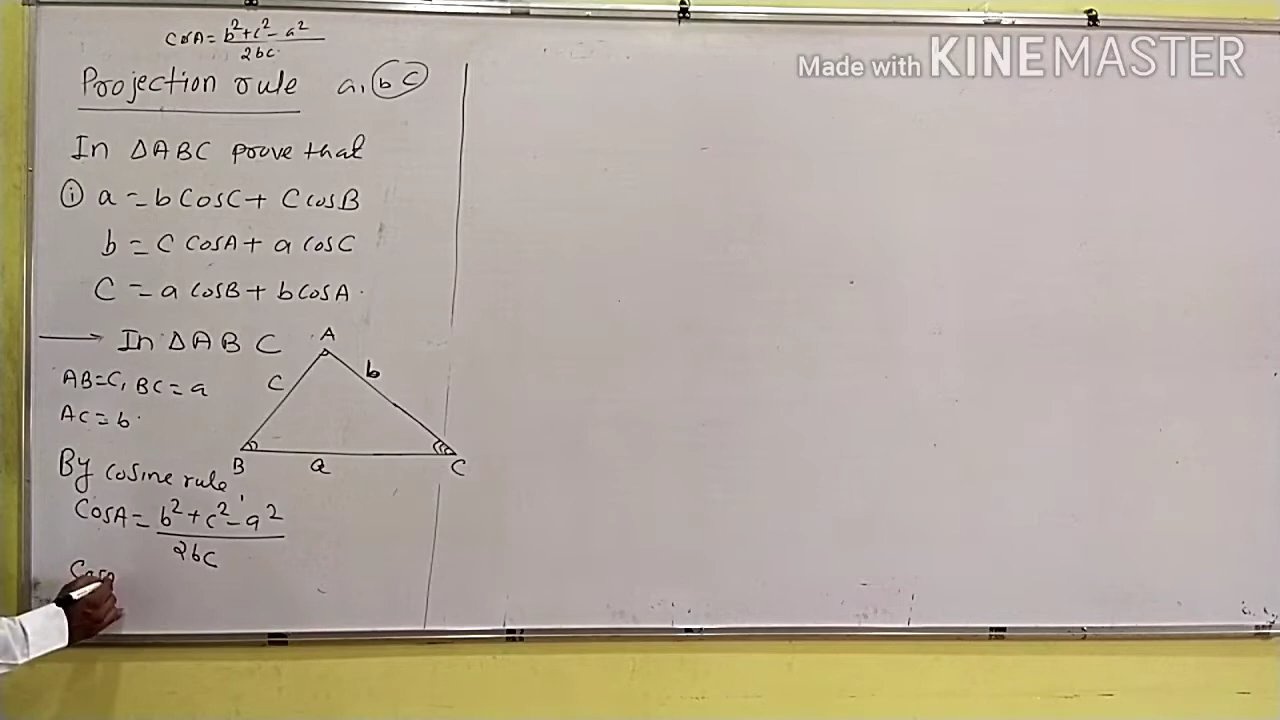 CosA = b²+c²-a² / 2bc
Made with KINEMASTER
Projection rule a, b c
In ΔABC prove that
i a = b CosC + C cosB
b = C CosA + a cosC
C = a cosB + b cosA
In ΔABC
A
AB=C, BC=a
C
b
AC=b
B a C
By cosine rule
CosA = b²+c²-a² / 2bc